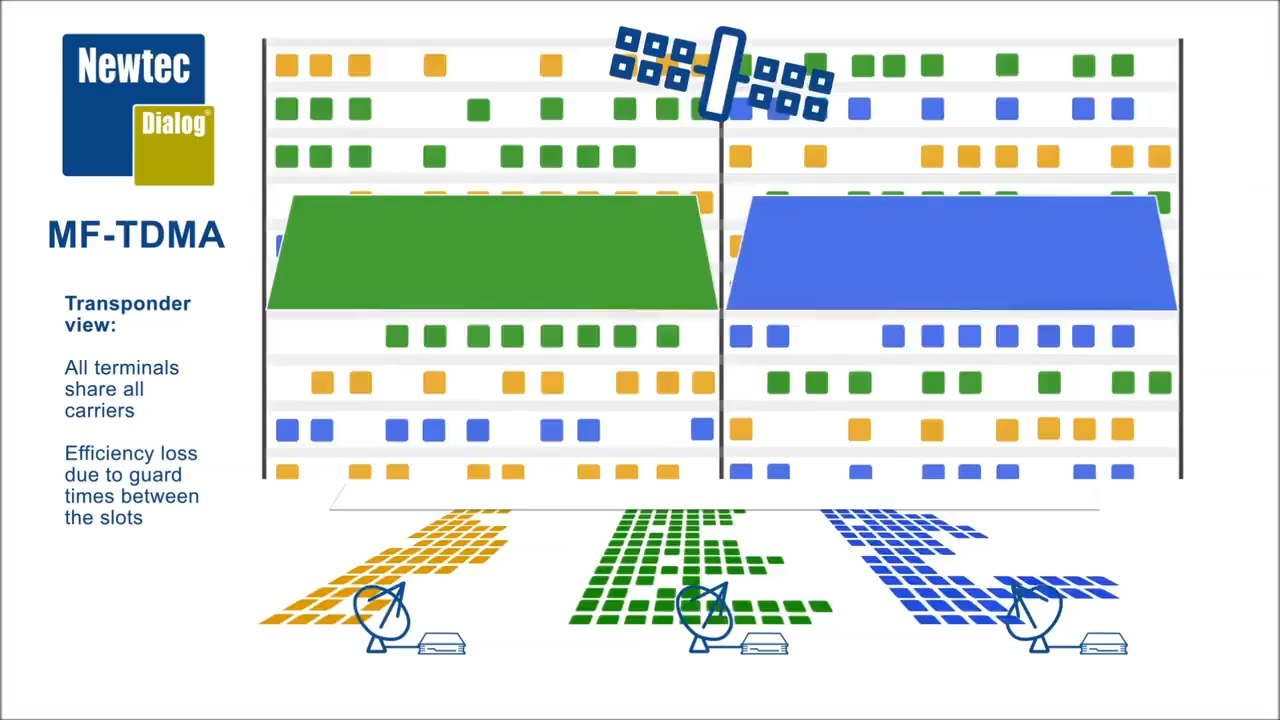 Newtec
Dialog®
MF-TDMA
Transponder
view:
All terminals
share all
carriers
Efficiency loss
due to guard
times between
the slots